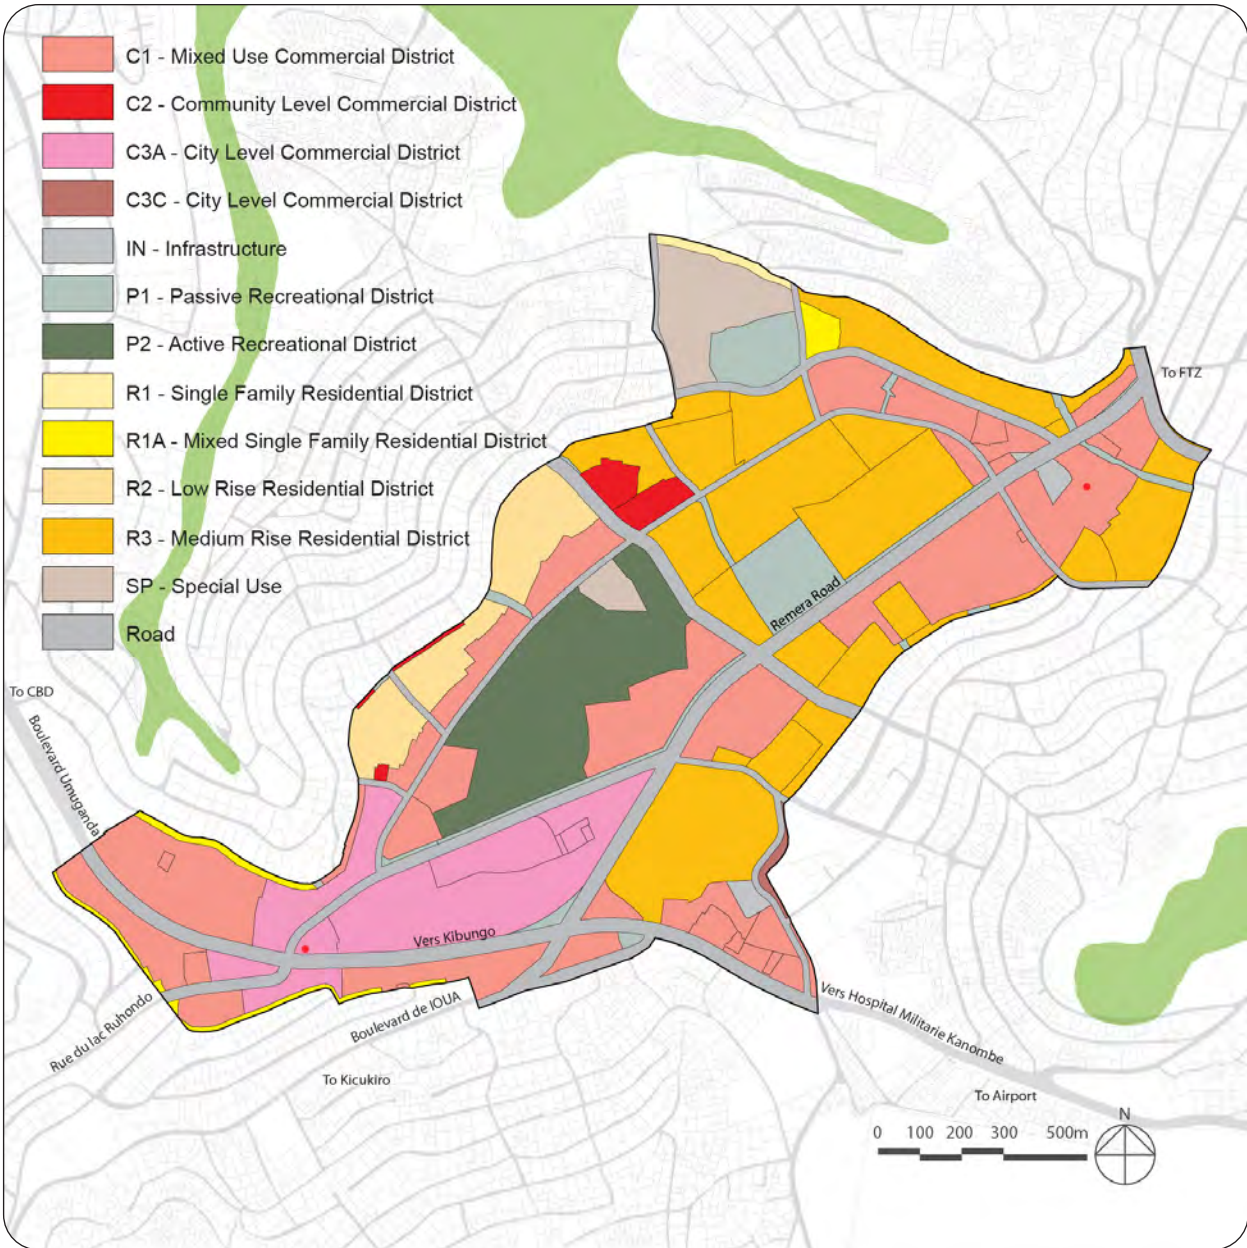 C1 - Mixed Use Commercial District
C2 - Community Level Commercial District
C3A - City Level Commercial District
C3C - City Level Commercial District
IN - Infrastructure
P1 - Passive Recreational District
P2 - Active Recreational District
R1 - Single Family Residential District
R1A - Mixed Single Family Residential District
R2 - Low Rise Residential District
R3 - Medium Rise Residential District
SP - Special Use
Road
To FTZ
Remera Road
To CBD
Boulevard Umuganda
Vers Kibungo
Rue du lac Ruhondo
Boulevard de IOUA
To Kicukiro
Vers Hospital Militarie Kanombe
To Airport
0 100 200 300 500m
N